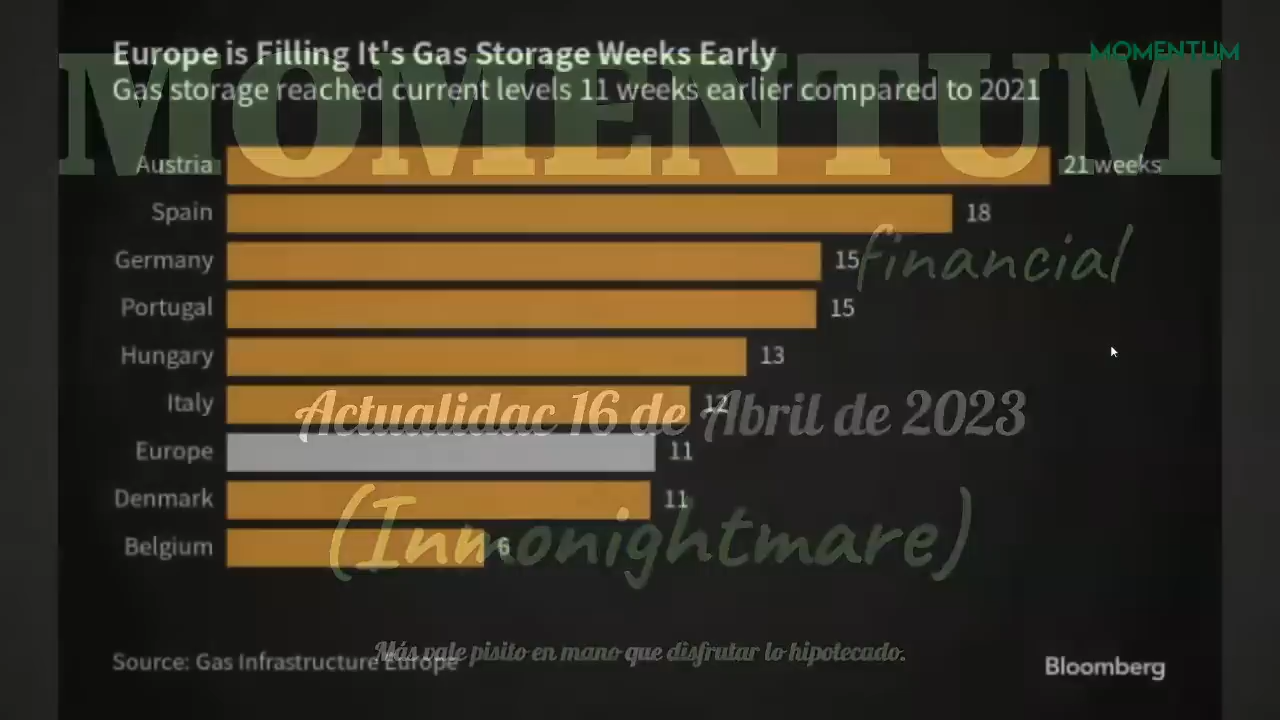 Europe is Filling It's Gas Storage Weeks Early
MOMENTUM
MOMENTUM
Gas storage reached current levels 11 weeks earlier compared to 2021
Austria 21 weeks
Spain 18
financial
Germany 15
Portugal 15
Hungary 13
Italy 12
Actualidac 16 de Abril de 2023
Europe 11
Denmark 11
(Inmonightmare)
Belgium 6
Más vale pisito en mano que disfrutar lo hipotecado.
Source: Gas Infrastructure Europe
Bloomberg